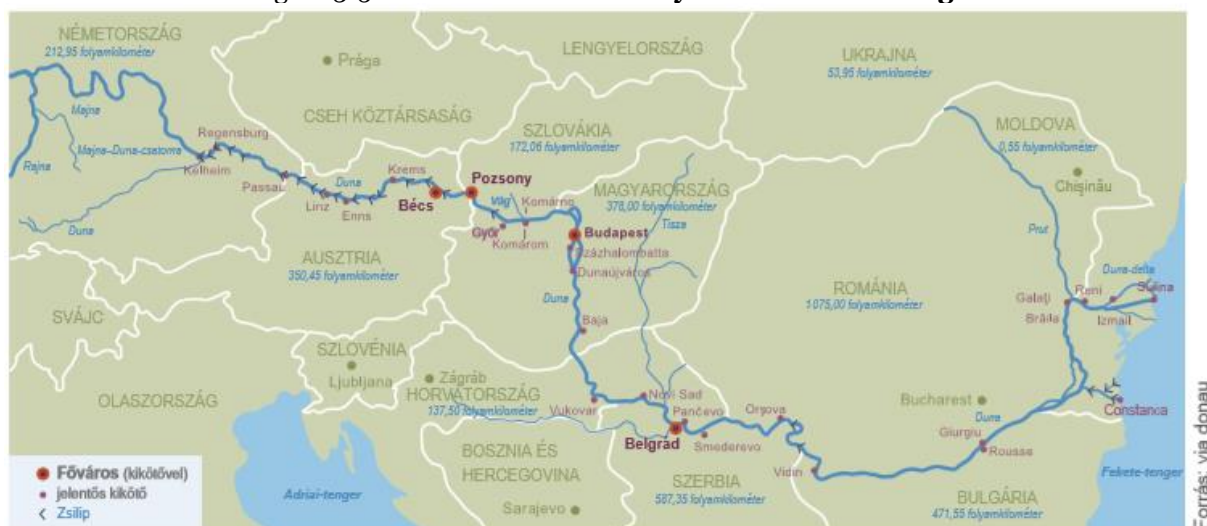 NÉMETORSZÁG
212,95 folyamkilométer
LENGYELORSZÁG
UKRAJNA
53,95 folyamkilométer
Prága
Majna
CSEH KÖZTÁRSASÁG
SZLOVÁKIA
172,06 folyamkilométer
MOLDOVA
0,55 folyamkilométer
Regensburg
Majna-Duna-csatorna
Rajna
Kelheim
Passau
Duna
Krems
Pozsony
MAGYARORSZÁG
378,00 folyamkilométer
Chişinău
Linz
Enns
Bécs
Vág
Komárno
Tisza
Győr
Komárom
Budapest
Százhalombatta
Dunaújváros
Duna
Prut
AUSZTRIA
350,45 folyamkilométer
Duna
ROMÁNIA
1075,00 folyamkilométer
Duna-delta
Galaţi
Reni
Sulina
Brăila
Izmail
SVÁJC
Baja
SZLOVÉNIA
Ljubljana
Zágráb
HORVÁTORSZÁG
137,50 folyamkilométer
OLASZORSZÁG
Vukovar
Novi Sad
Pančevo
Orşova
Bucharest
Constanca
Belgrád
Smederevo
Duna
Giurgiu
Rousse
BOSZNIA ÉS
HERCEGOVINA
Vidin
SZERBIA
587,35 folyamkilométer
Fekete-tenger
Főváros (kikötővel)
jelentős kikötő
Zsilip
Adriai-tenger
Sarajevo
BULGÁRIA
471,55 folyamkilométer
Forrás: via donau